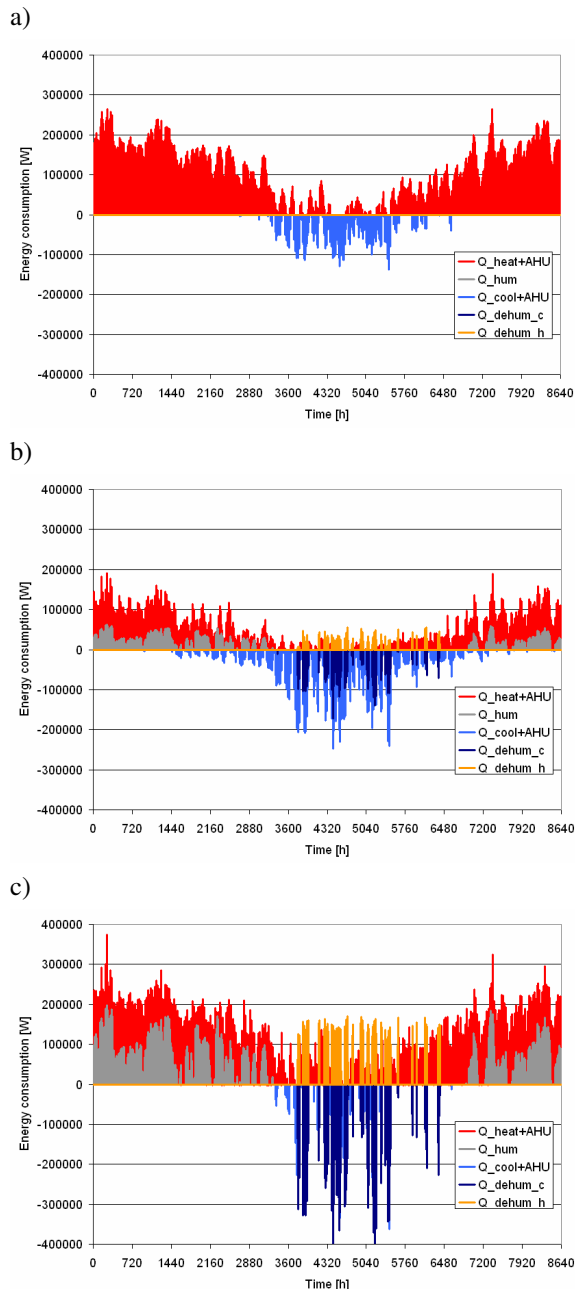 a)
400000
300000
200000
100000
0
-100000
-200000
-300000
-400000
Energy consumption [W]
Q_heat+AHU
Q_hum
Q_cool+AHU
Q_dehum_c
Q_dehum_h
0 720 1440 2160 2880 3600 4320 5040 5760 6480 7200 7920 8640
Time [h]
b)
400000
300000
200000
100000
0
-100000
-200000
-300000
-400000
Energy consumption [W]
Q_heat+AHU
Q_hum
Q_cool+AHU
Q_dehum_c
Q_dehum_h
0 720 1440 2160 2880 3600 4320 5040 5760 6480 7200 7920 8640
Time [h]
c)
400000
300000
200000
100000
0
-100000
-200000
-300000
-400000
Energy consumption [W]
Q_heat+AHU
Q_hum
Q_cool+AHU
Q_dehum_c
Q_dehum_h
0 720 1440 2160 2880 3600 4320 5040 5760 6480 7200 7920 8640
Time [h]